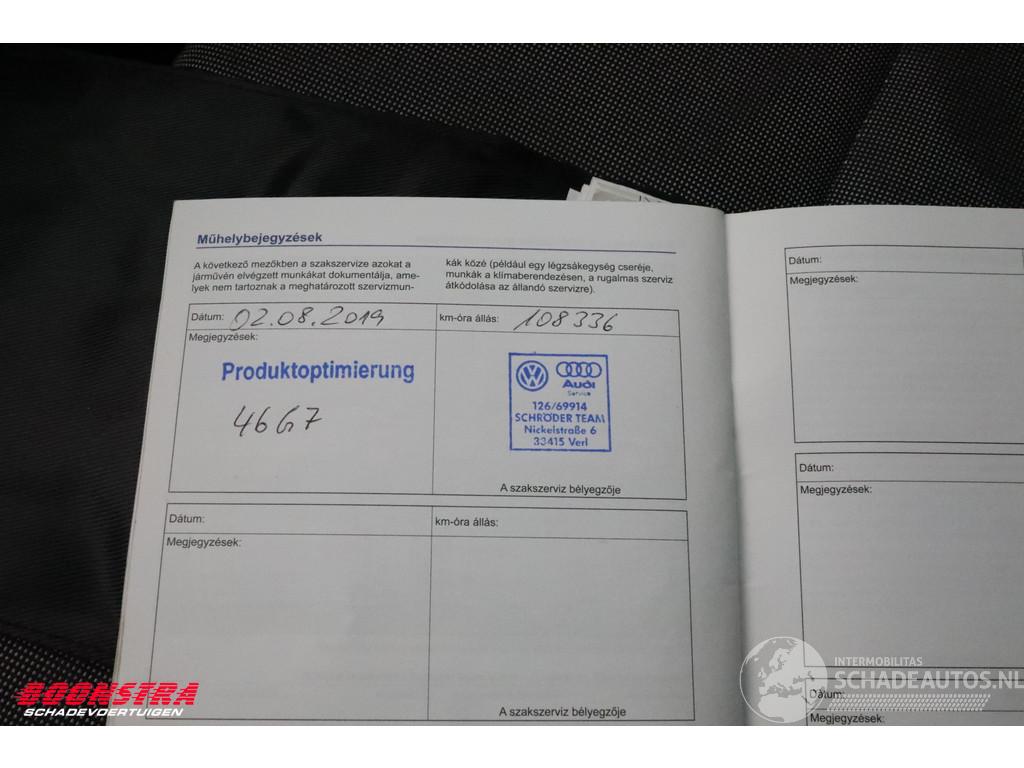 Műhelybejegyzések
A következő mezőkben a szakszervize azokat a
járművén elvégzett munkákat dokumentálja, ame-
lyek nem tartoznak a meghatározott szervizmun-
kák közé (például egy légzsákegység cseréje,
munkák a klímaberendezésen, a rugalmas szerviz
átkódolása az állandó szervizre).
Dátum: 02.08.2019
km-óra állás: 108336
Megjegyzések:
Produktoptimierung
46G7
Audi
Service
126/69914
SCHRÖDER TEAM
Nickelstraße 6
33415 Verl
A szakszerviz bélyegzője
Dátum:
km-óra állás:
Megjegyzések:
A szakszerviz bélyegzője
Dátum:
Megjegyzések:
Dátum:
Megjegyzések:
Dátum:
Megjegyzések:
BOONSTRA
SCHADEVOERTUIGEN
INTERMOBILITAS
SCHADEAUTOS.NL